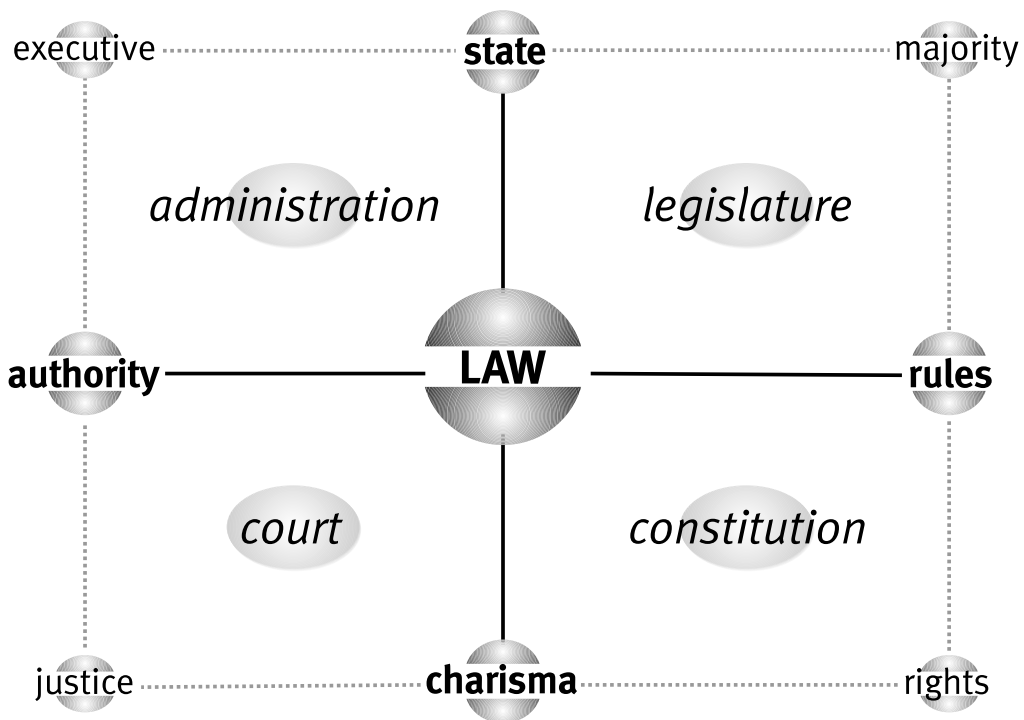 executive state majority
administration legislature
authority LAW rules
court constitution
justice charisma rights